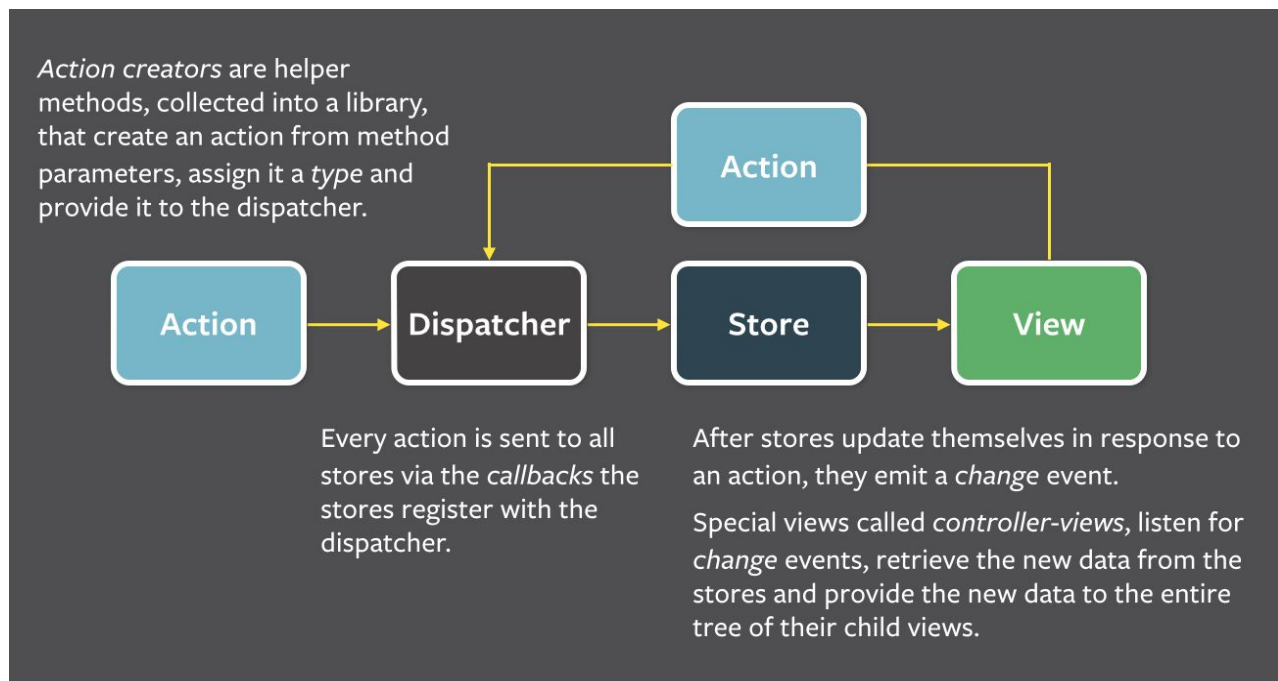 Action creators are helper
methods, collected into a library,
that create an action from method
parameters, assign it a type and
provide it to the dispatcher.
Action
Action
Dispatcher
Store
View
Every action is sent to all
stores via the callbacks the
stores register with the
dispatcher.
After stores update themselves in response to
an action, they emit a change event.
Special views called controller-views, listen for
change events, retrieve the new data from the
stores and provide the new data to the entire
tree of their child views.